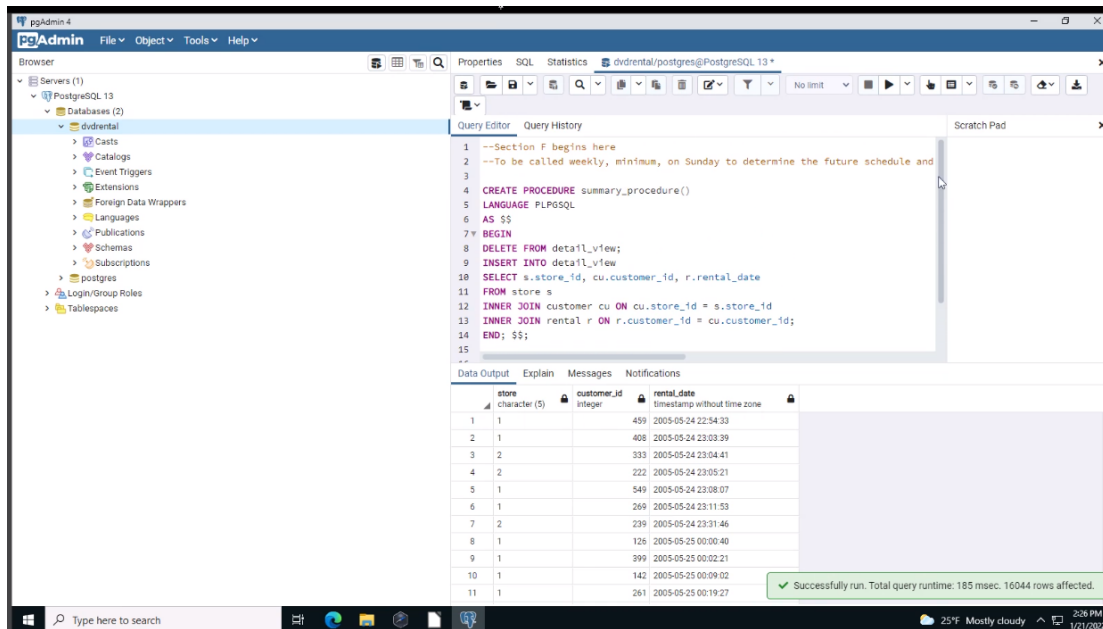 pgAdmin 4
pgAdmin File Object Tools Help
Browser
Properties SQL Statistics dvdrental/postgres@PostgreSQL 13 *
Servers (1)
PostgreSQL 13
Databases (2)
dvdrental
Casts
Catalogs
Event Triggers
Extensions
Foreign Data Wrappers
Languages
Publications
Schemas
Subscriptions
postgres
Login/Group Roles
Tablespaces
No limit
Query Editor Query History
Scratch Pad
1 --Section F begins here
2 --To be called weekly, minimum, on Sunday to determine the future schedule and
3
4 CREATE PROCEDURE summary_procedure()
5 LANGUAGE PLPGSQL
6 AS $$
7 BEGIN
8 DELETE FROM detail_view;
9 INSERT INTO detail_view
10 SELECT s.store_id, cu.customer_id, r.rental_date
11 FROM store s
12 INNER JOIN customer cu ON cu.store_id = s.store_id
13 INNER JOIN rental r ON r.customer_id = cu.customer_id;
14 END; $$;
15
Data Output Explain Messages Notifications
store customer_id rental_date
character (5) integer timestamp without time zone
1 1 459 2005-05-24 22:54:33
2 1 408 2005-05-24 23:03:39
3 2 333 2005-05-24 23:04:41
4 2 222 2005-05-24 23:05:21
5 1 549 2005-05-24 23:08:07
6 1 269 2005-05-24 23:11:53
7 2 239 2005-05-24 23:31:46
8 1 126 2005-05-25 00:00:40
9 1 399 2005-05-25 00:02:21
10 1 142 2005-05-25 00:09:02
11 1 261 2005-05-25 00:19:27
Successfully run. Total query runtime: 185 msec. 16044 rows affected.
Type here to search
25°F Mostly cloudy
2:26 PM